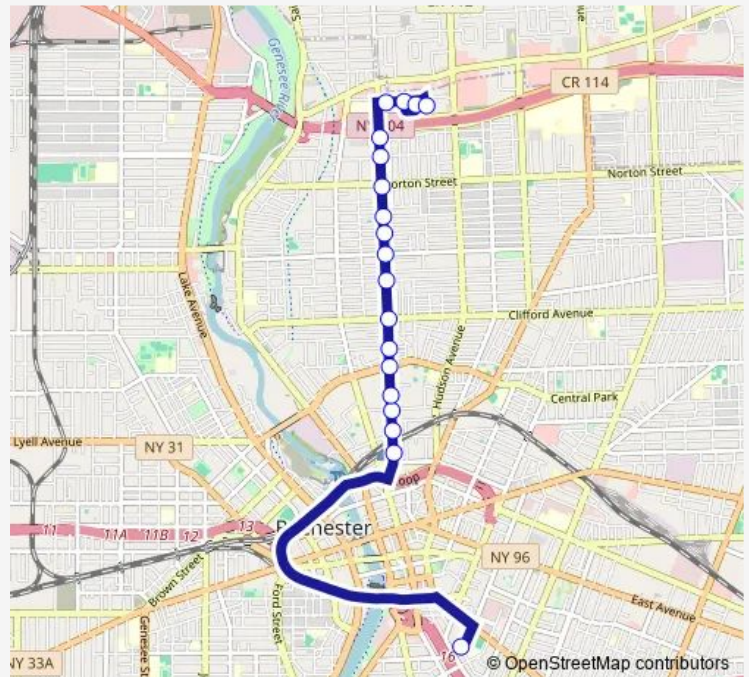 Genesee River
CR 114
NY 104
Norton Street
Norton Street
Lake Avenue
Clifford Avenue
Hudson Avenue
Central Park
Lyell Avenue
NY 31
Loop
11
11A
11B
12
13
Rochester
NY 96
Brown Street
Ford Street
East Avenue
Genesee St
NY 33A
16
© OpenStreetMap contributors